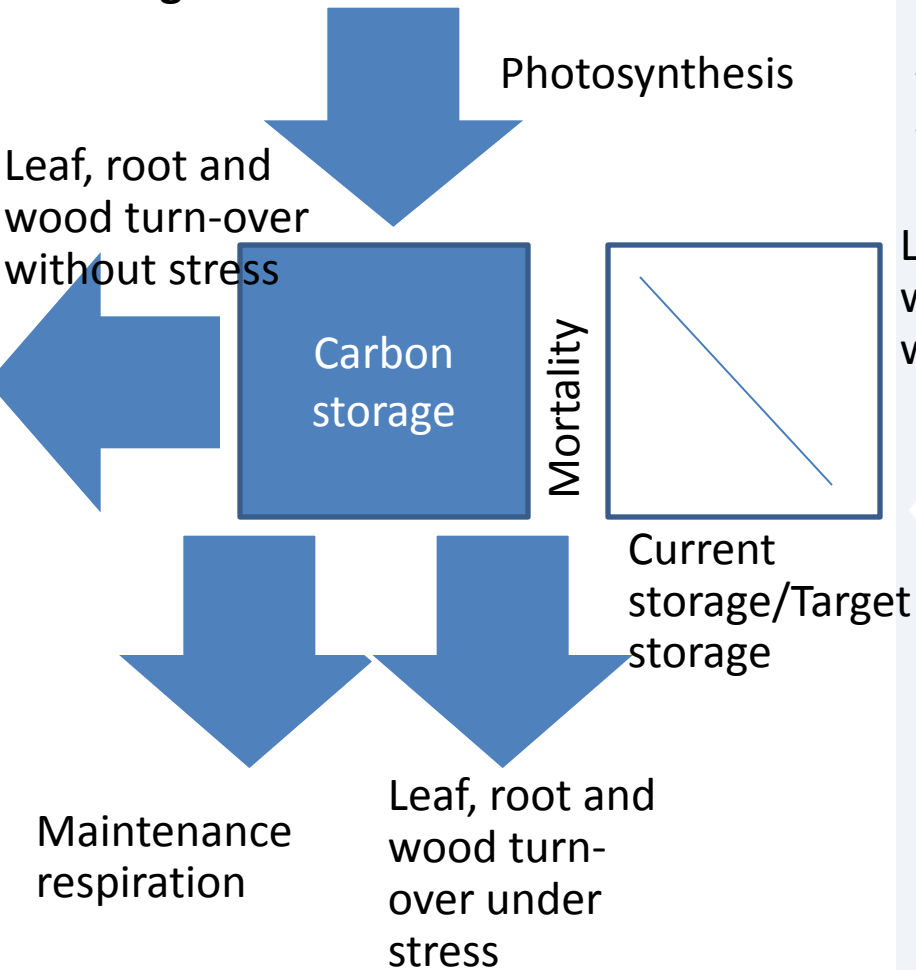 Photosynthesis
Leaf, root and
wood turn-over
without stress
Carbon
storage
Mortality
Current
storage/Target
storage
Maintenance
respiration
Leaf, root and
wood turn-
over under
stress